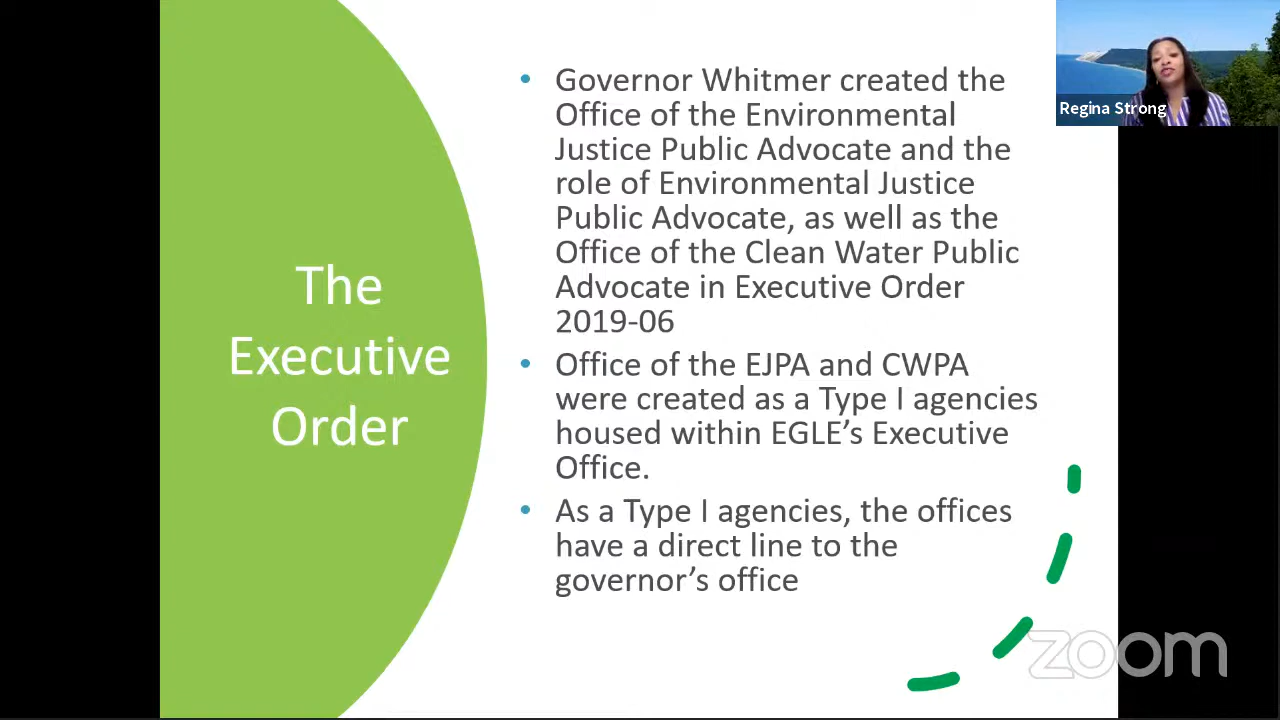 The
Executive
Order
• Governor Whitmer created the
Office of the Environmental
Justice Public Advocate and the
role of Environmental Justice
Public Advocate, as well as the
Office of the Clean Water Public
Advocate in Executive Order
2019-06
• Office of the EJPA and CWPA
were created as a Type I agencies
housed within EGLE’s Executive
Office.
• As a Type I agencies, the offices
have a direct line to the
governor’s office
Regina Strong
zoom